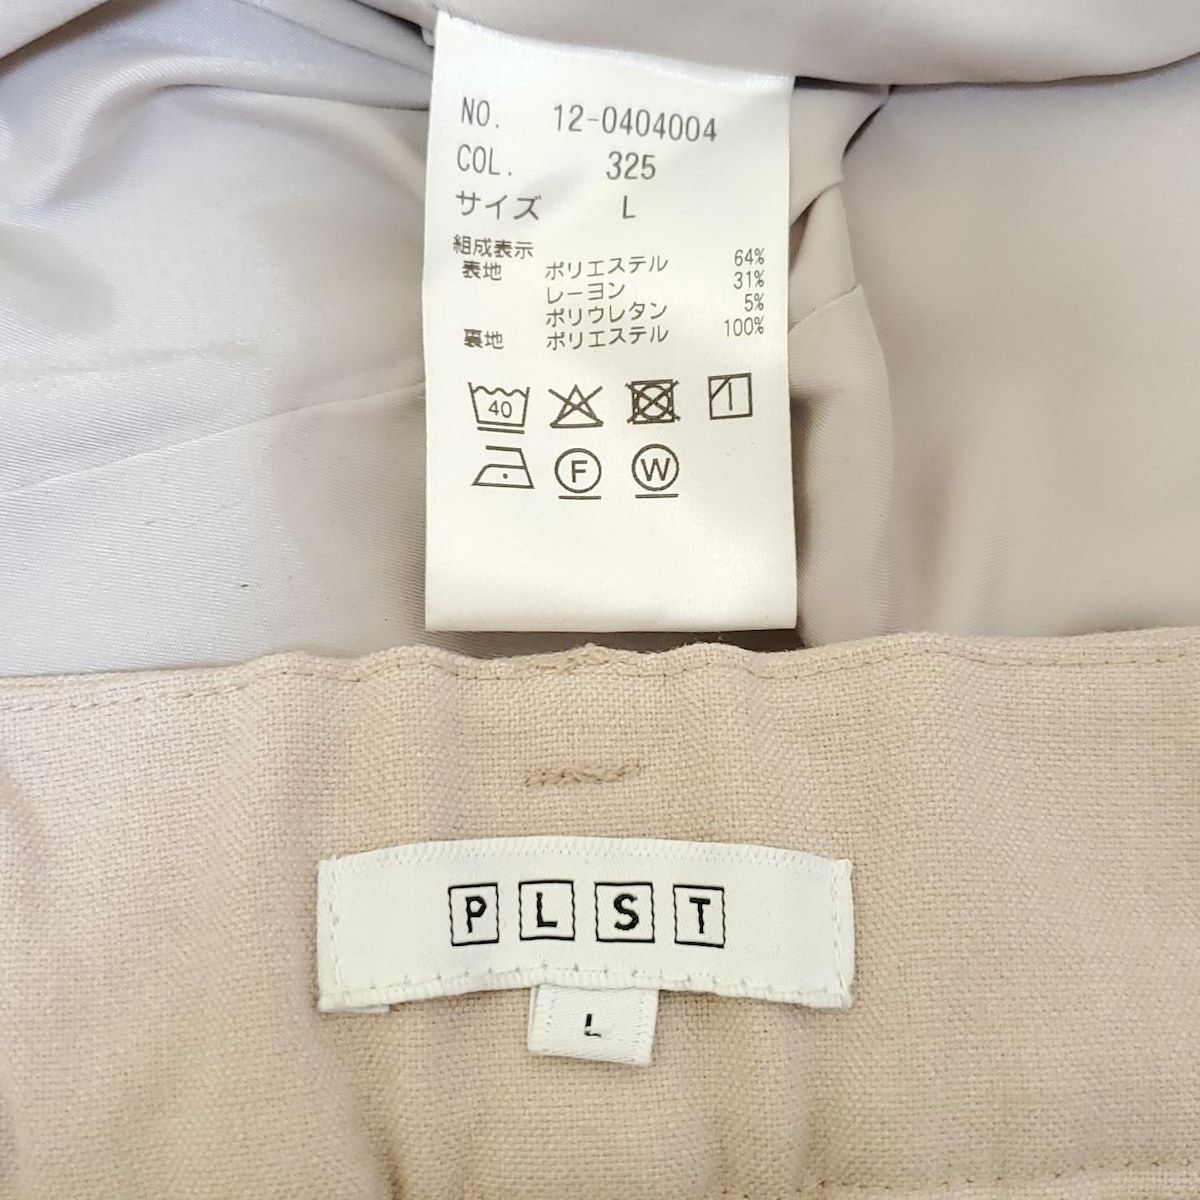 NO. 12-0404004
COL. 325
サイズ L
組成表示
表地 ポリエステル 64%
レーヨン 31%
ポリウレタン 5%
裏地 ポリエステル 100%
40
F W
PLST
L